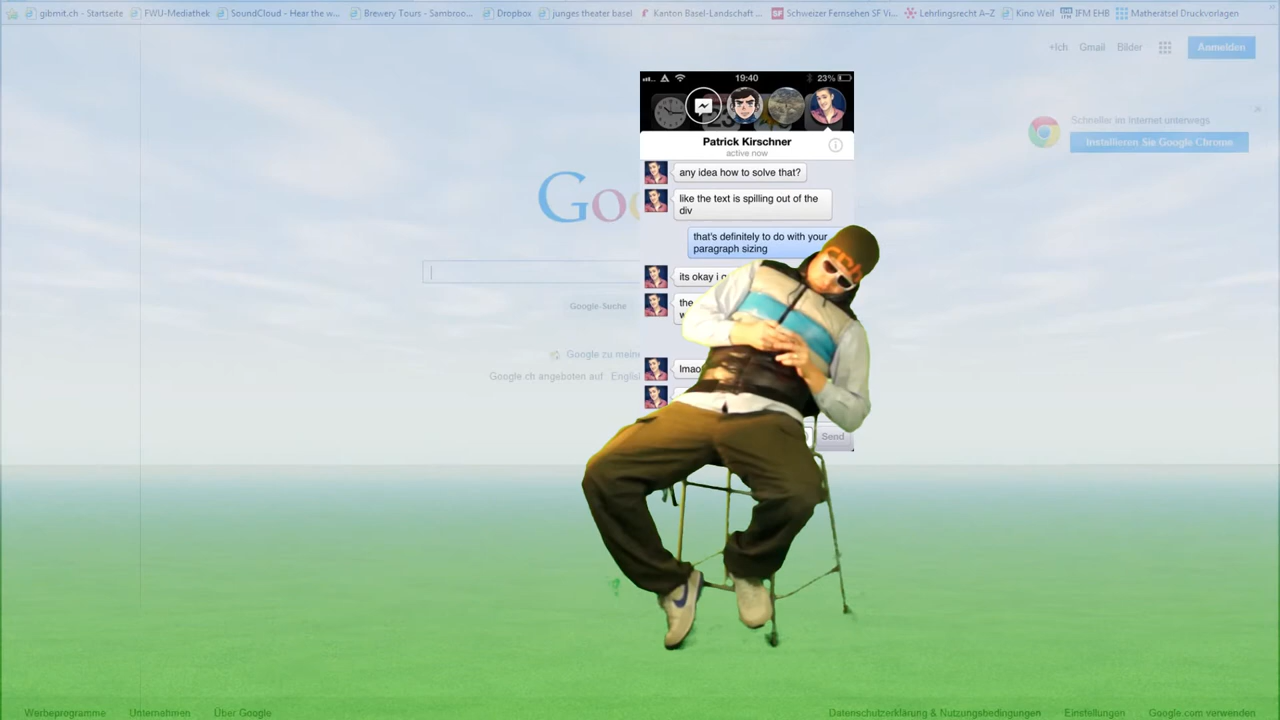 gibmit.ch - Startseite FWU-Mediathek SoundCloud - Hear the w... Brewery Tours - Sambroo... Dropbox junges theater basel Kanton Basel-Landschaft ... Schweizer Fernsehen SF Vi... Lehrlingsrecht A-Z Kino Weil IFM EHB Matherätsel Druckvorlagen
+Ich Gmail Bilder Anmelden
19:40 23%
Schneller im Internet unterwegs
Installieren Sie Google Chrome
Patrick Kirschner
active now
any idea how to solve that?
like the text is spilling out of the
div
that's definitely to do with your
paragraph sizing
its okay i
the
Google-Suche
Google zu meine
Google.ch angeboten auf English
lmao
Send
Werbeprogramme Unternehmen Über Google Datenschutzerklärung & Nutzungsbedingungen Einstellungen Google.com verwenden